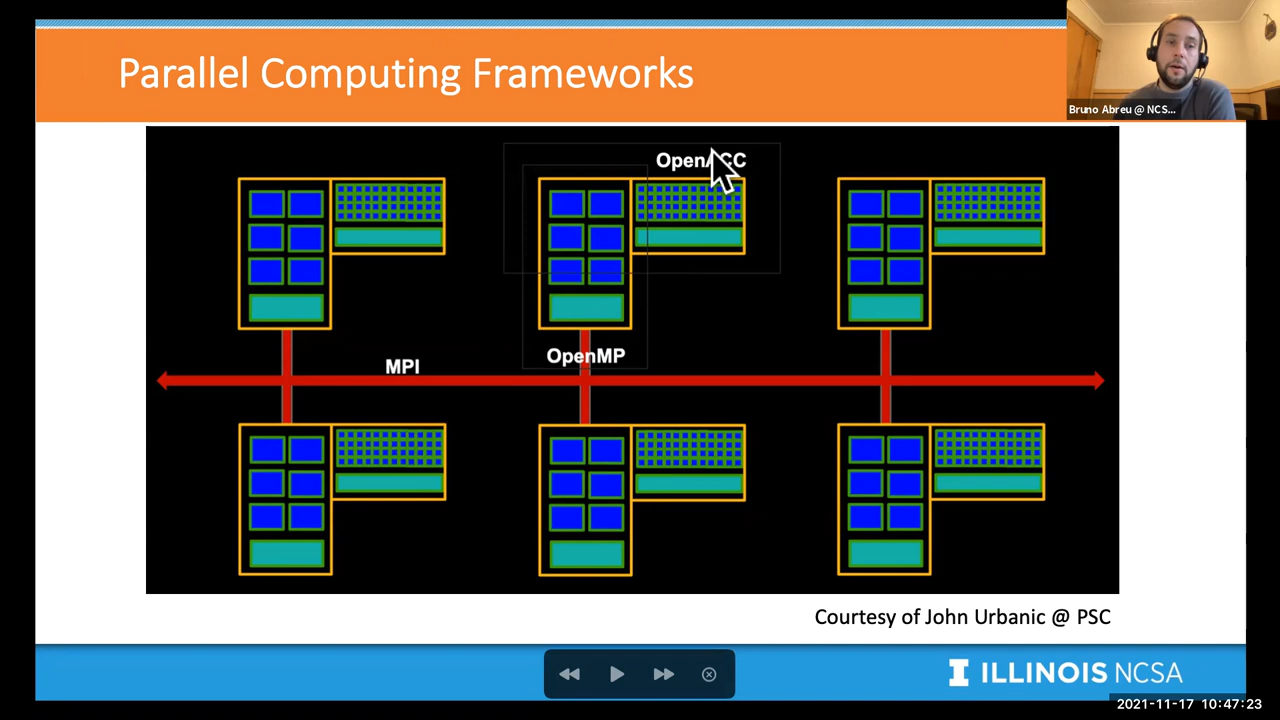 Parallel Computing Frameworks
Bruno Abreu @ NCS...
OpenACC
MPI
OpenMP
Courtesy of John Urbanic @ PSC
ILLINOIS NCSA
2021-11-17 10:47:23